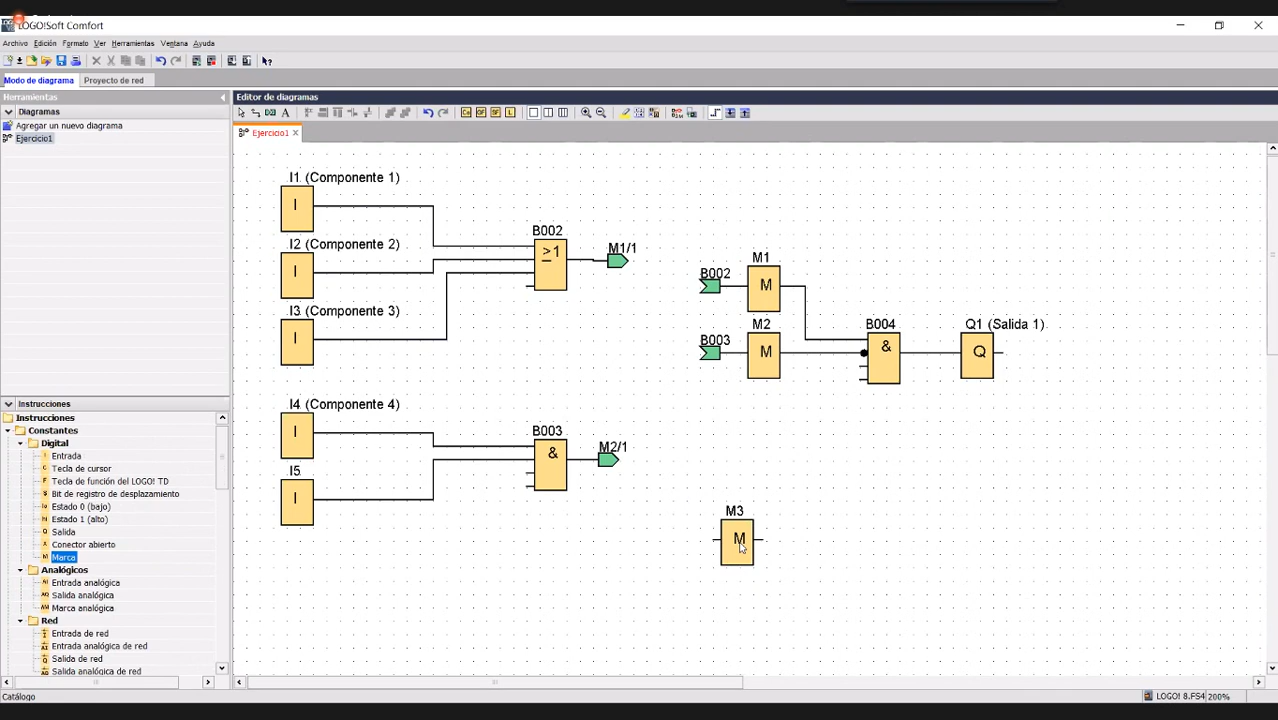 LOGO!Soft Comfort
Archivo Edición Formato Ver Herramientas Ventana Ayuda
Modo de diagrama Proyecto de red
Herramientas
Diagramas
Agregar un nuevo diagrama
Ejercicio1
Instrucciones
Instrucciones
Constantes
Digital
Entrada
Tecla de cursor
Tecla de función del LOGO! TD
Bit de registro de desplazamiento
Estado 0 (bajo)
Estado 1 (alto)
Salida
Conector abierto
Marca
Analógicos
Entrada analógica
Salida analógica
Marca analógica
Red
Entrada de red
Entrada analógica de red
Salida de red
Salida analógica de red
Catálogo
Editor de diagramas
Ejercicio1
I1 (Componente 1)
I
I2 (Componente 2)
I
I3 (Componente 3)
I
B002
>1
M1/1
I4 (Componente 4)
I
I5
I
B003
&
M2/1
B002
M1
M
B003
M2
M
B004
&
Q1 (Salida 1)
Q
M3
M
LOGO! 8.FS4 200%